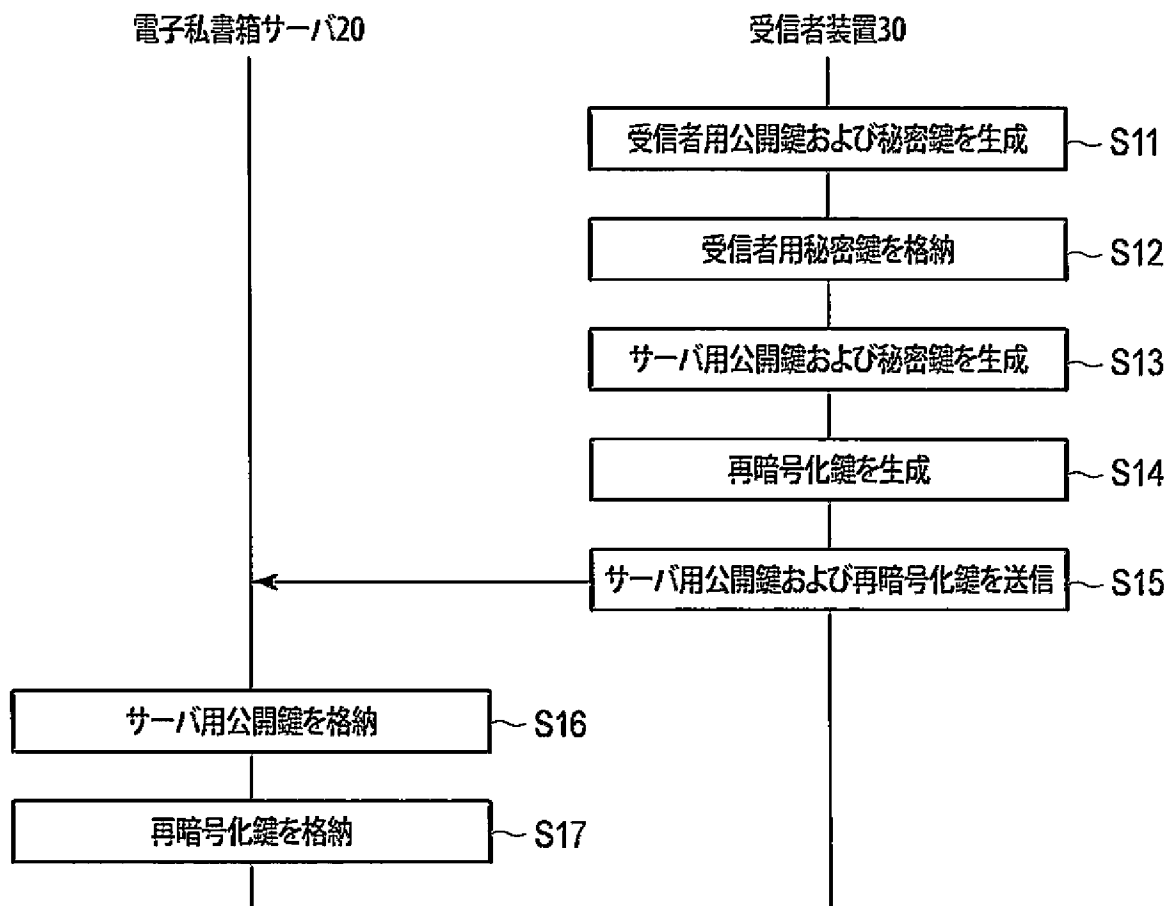 電子私書箱サーバ20
受信者装置30
受信者用公開鍵および秘密鍵を生成
S11
受信者用秘密鍵を格納
S12
サーバ用公開鍵および秘密鍵を生成
S13
再暗号化鍵を生成
S14
サーバ用公開鍵および再暗号化鍵を送信
S15
サーバ用公開鍵を格納
S16
再暗号化鍵を格納
S17